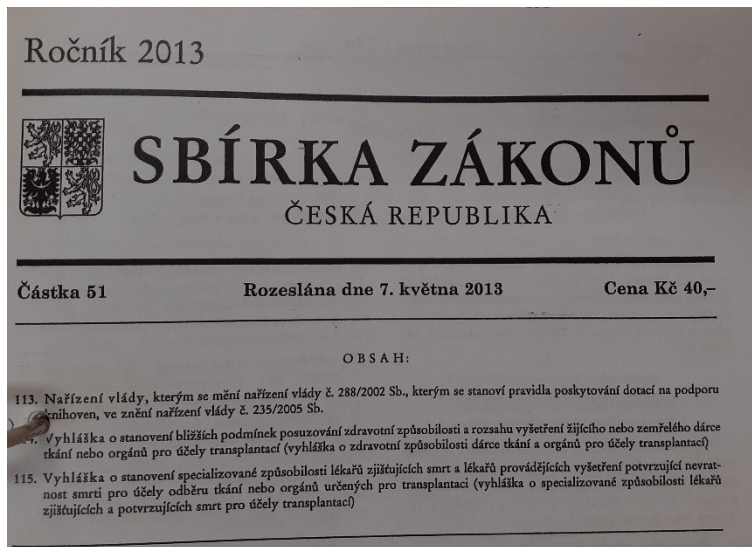 Ročník 2013
SBÍRKA ZÁKONŮ
ČESKÁ REPUBLIKA
Částka 51 Rozeslána dne 7. května 2013 Cena Kč 40,–
OBSAH:
113. Nařízení vlády, kterým se mění nařízení vlády č. 288/2002 Sb., kterým se stanoví pravidla poskytování dotací na podporu
knihoven, ve znění nařízení vlády č. 235/2005 Sb.
Vyhláška o stanovení bližších podmínek posuzování zdravotní způsobilosti a rozsahu vyšetření žijícího nebo zemřelého dárce
tkání nebo orgánů pro účely transplantací (vyhláška o zdravotní způsobilosti dárce tkání a orgánů pro účely transplantací)
115. Vyhláška o stanovení specializované způsobilosti lékařů zjišťujících smrt a lékařů provádějících vyšetření potvrzující nevrat-
nost smrti pro účely odběru tkání nebo orgánů určených pro transplantaci (vyhláška o specializované způsobilosti lékařů
zjišťujících a potvrzujících smrt pro účely transplantací)